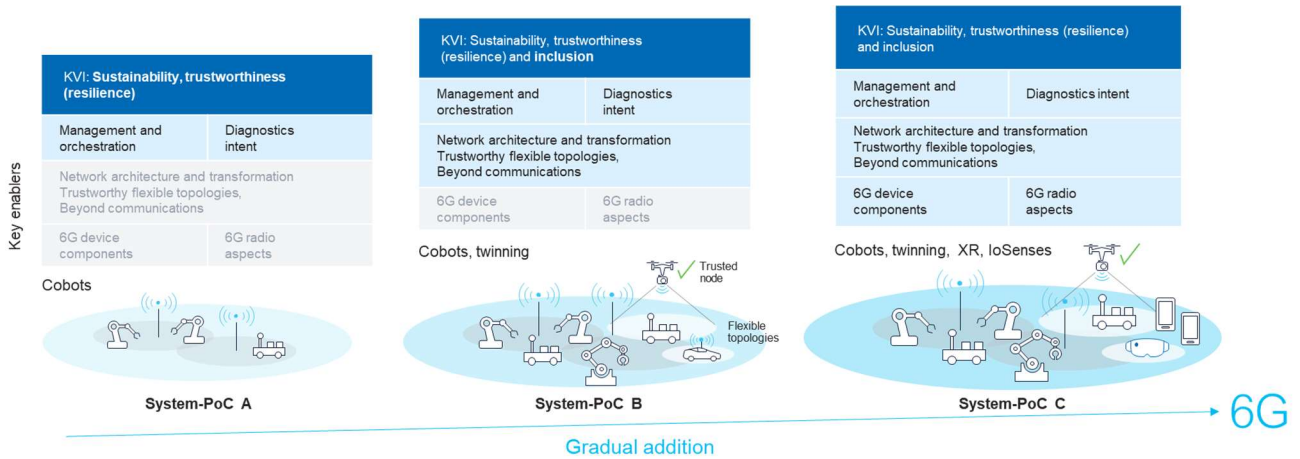 Key enablers
KVI: Sustainability, trustworthiness
(resilience)
Management and
orchestration
Diagnostics
intent
Network architecture and transformation
Trustworthy flexible topologies,
Beyond communications
6G device
components
6G radio
aspects
Cobots
System-PoC A
KVI: Sustainability, trustworthiness
(resilience) and inclusion
Management and
orchestration
Diagnostics
intent
Network architecture and transformation
Trustworthy flexible topologies,
Beyond communications
6G device
components
6G radio
aspects
Cobots, twinning
Trusted
node
Flexible
topologies
System-PoC B
KVI: Sustainability, trustworthiness (resilience)
and inclusion
Management and
orchestration
Diagnostics intent
Network architecture and transformation
Trustworthy flexible topologies,
Beyond communications
6G device
components
6G radio
aspects
Cobots, twinning, XR, IoSenses
System-PoC C
6G
Gradual addition